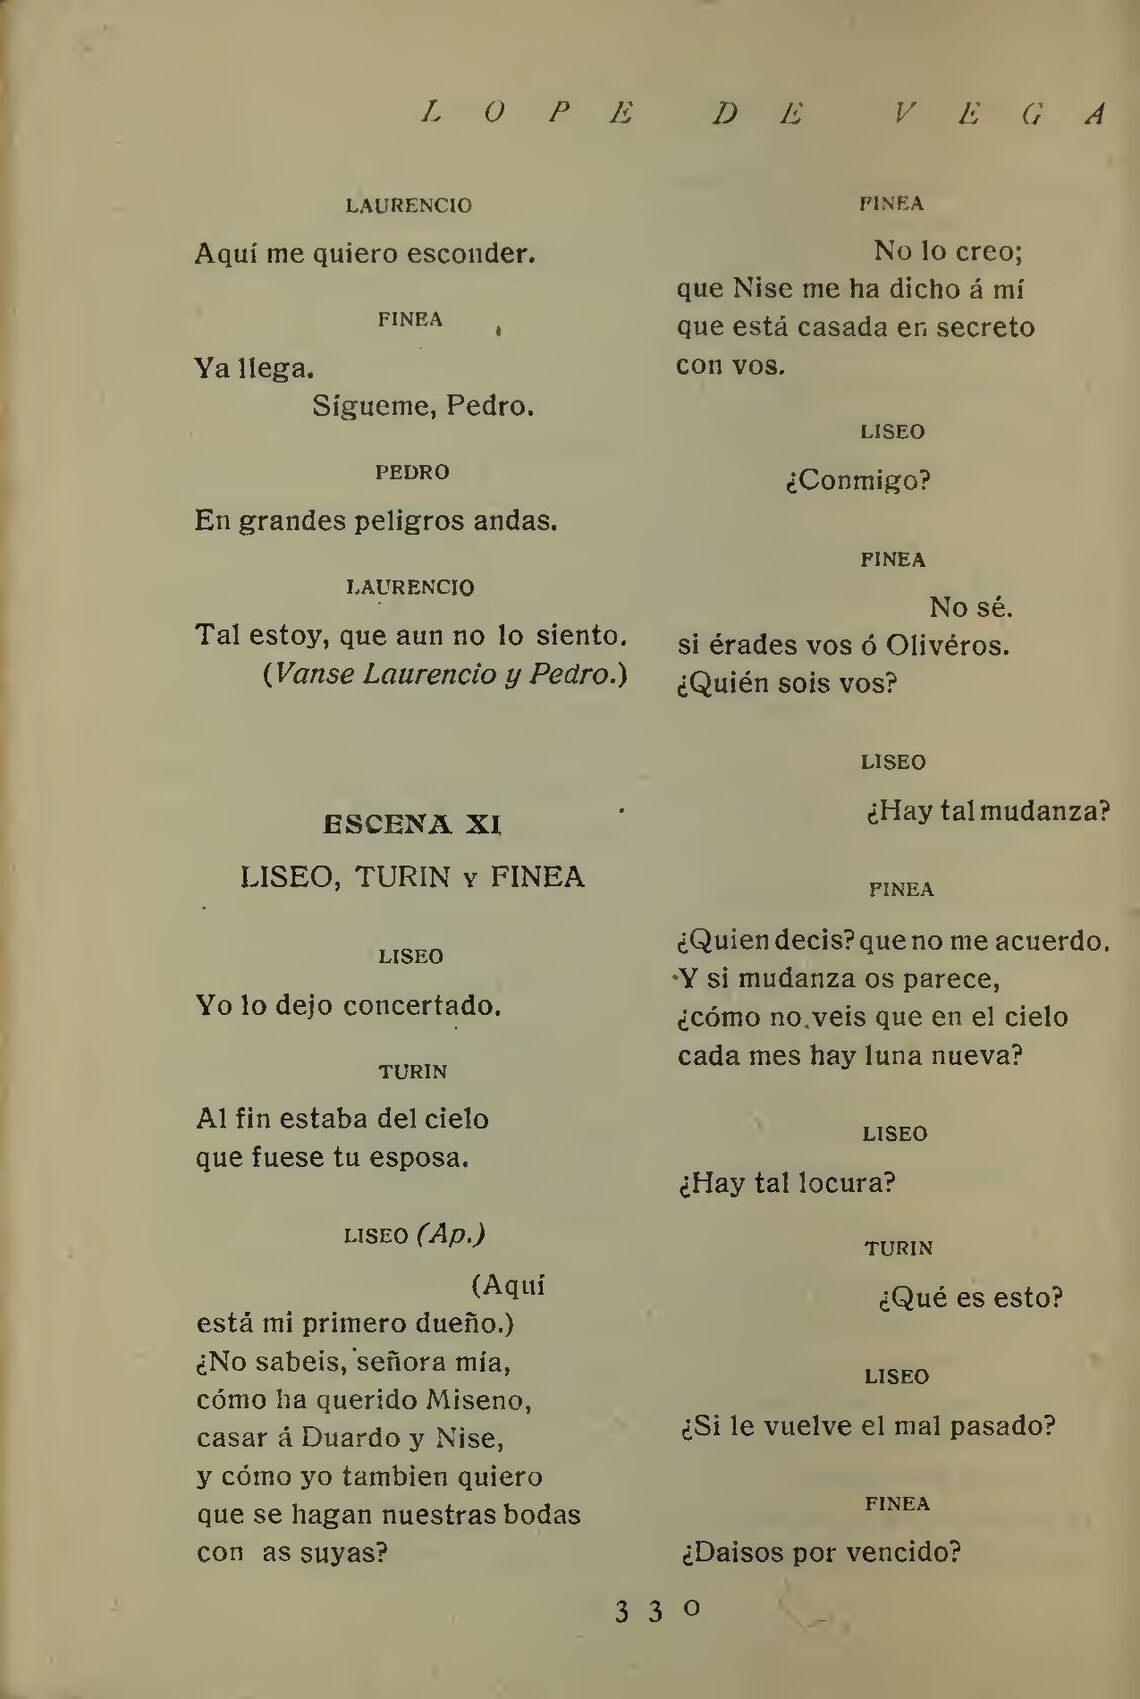 LOPE DE VEGA
LAURENCIO
Aquí me quiero esconder.
FINEA
Ya llega.
Sígueme, Pedro.
PEDRO
En grandes peligros andas.
LAURENCIO
Tal estoy, que aun no lo siento.
(Vanse Laurencio y Pedro.)
ESCENA XI
LISEO, TURIN Y FINEA
LISEO
Yo lo dejo concertado.
TURIN
Al fin estaba del cielo
que fuese tu esposa.
LISEO (Ap.)
(Aquí
está mi primero dueño.)
¿No sabeis, señora mía,
cómo ha querido Miseno,
casar á Duardo y Nise,
y cómo yo tambien quiero
que se hagan nuestras bodas
con as suyas?
FINEA
No lo creo;
que Nise me ha dicho á mí
que está casada en secreto
con vos.
LISEO
¿Conmigo?
FINEA
No sé.
si érades vos ó Olivéros.
¿Quién sois vos?
LISEO
¿Hay tal mudanza?
FINEA
¿Quien decis? que no me acuerdo.
Y si mudanza os parece,
¿cómo no veis que en el cielo
cada mes hay luna nueva?
LISEO
¿Hay tal locura?
TURIN
¿Qué es esto?
LISEO
¿Si le vuelve el mal pasado?
FINEA
¿Daisos por vencido?
330